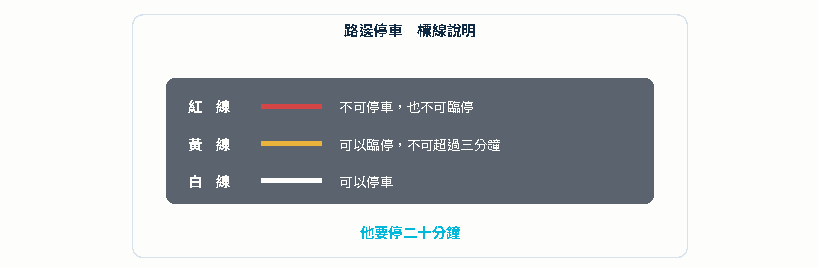 路邊停車 標線說明
紅 線 不可停車，也不可臨停
黃 線 可以臨停，不可超過三分鐘
白 線 可以停車
他要停二十分鐘